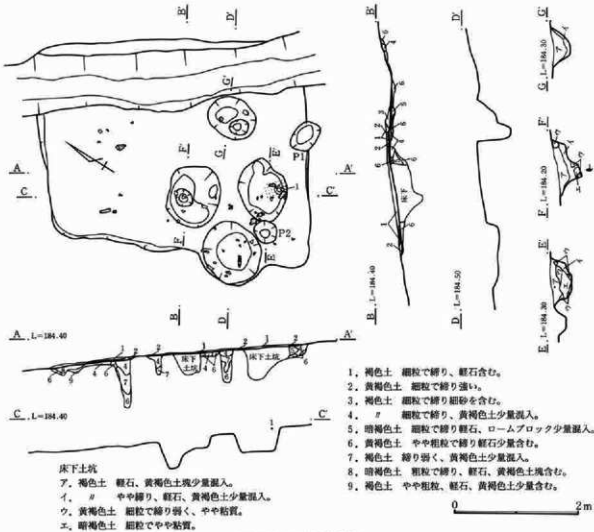 B′
D′
G′
F
G
E′
P1
1
A
A′
C
C′
P2
F′
E
B
D
A L=184.40 A′
床下土坑
床下土坑
C L=184.40 C′
1
床下土坑
ア、褐色土 軽石、黄褐色土塊少量混入。
イ、 〃 やや締り、軽石、黄褐色土少量混入。
ウ、黄褐色土 細粒で締り弱く、やや粘質。
エ、暗褐色土 細粒でやや粘質。
B′
床下
B L=184.40
D′
D L=184.50
G′
ア
イ
G L=184.30
F′
F L=184.20
E′
E L=184.30
1、褐色土 細粒で締り、軽石含む。
2、黄褐色土 細粒で締り強い。
3、褐色土 細粒で締り細砂を含む。
4、 〃 細粒で締り、黄褐色土少量混入。
5、暗褐色土 細粒で締り軽石、ロームブロック少量混入。
6、黄褐色土 やや粗粒で締り軽石少量含む。
7、褐色土 締り弱く、黄褐色土少量混入。
8、暗褐色土 粗粒で締り、軽石、黄褐色土塊含む。
9、褐色土 やや粗粒、軽石、黄褐色土少量含む。
0 2m